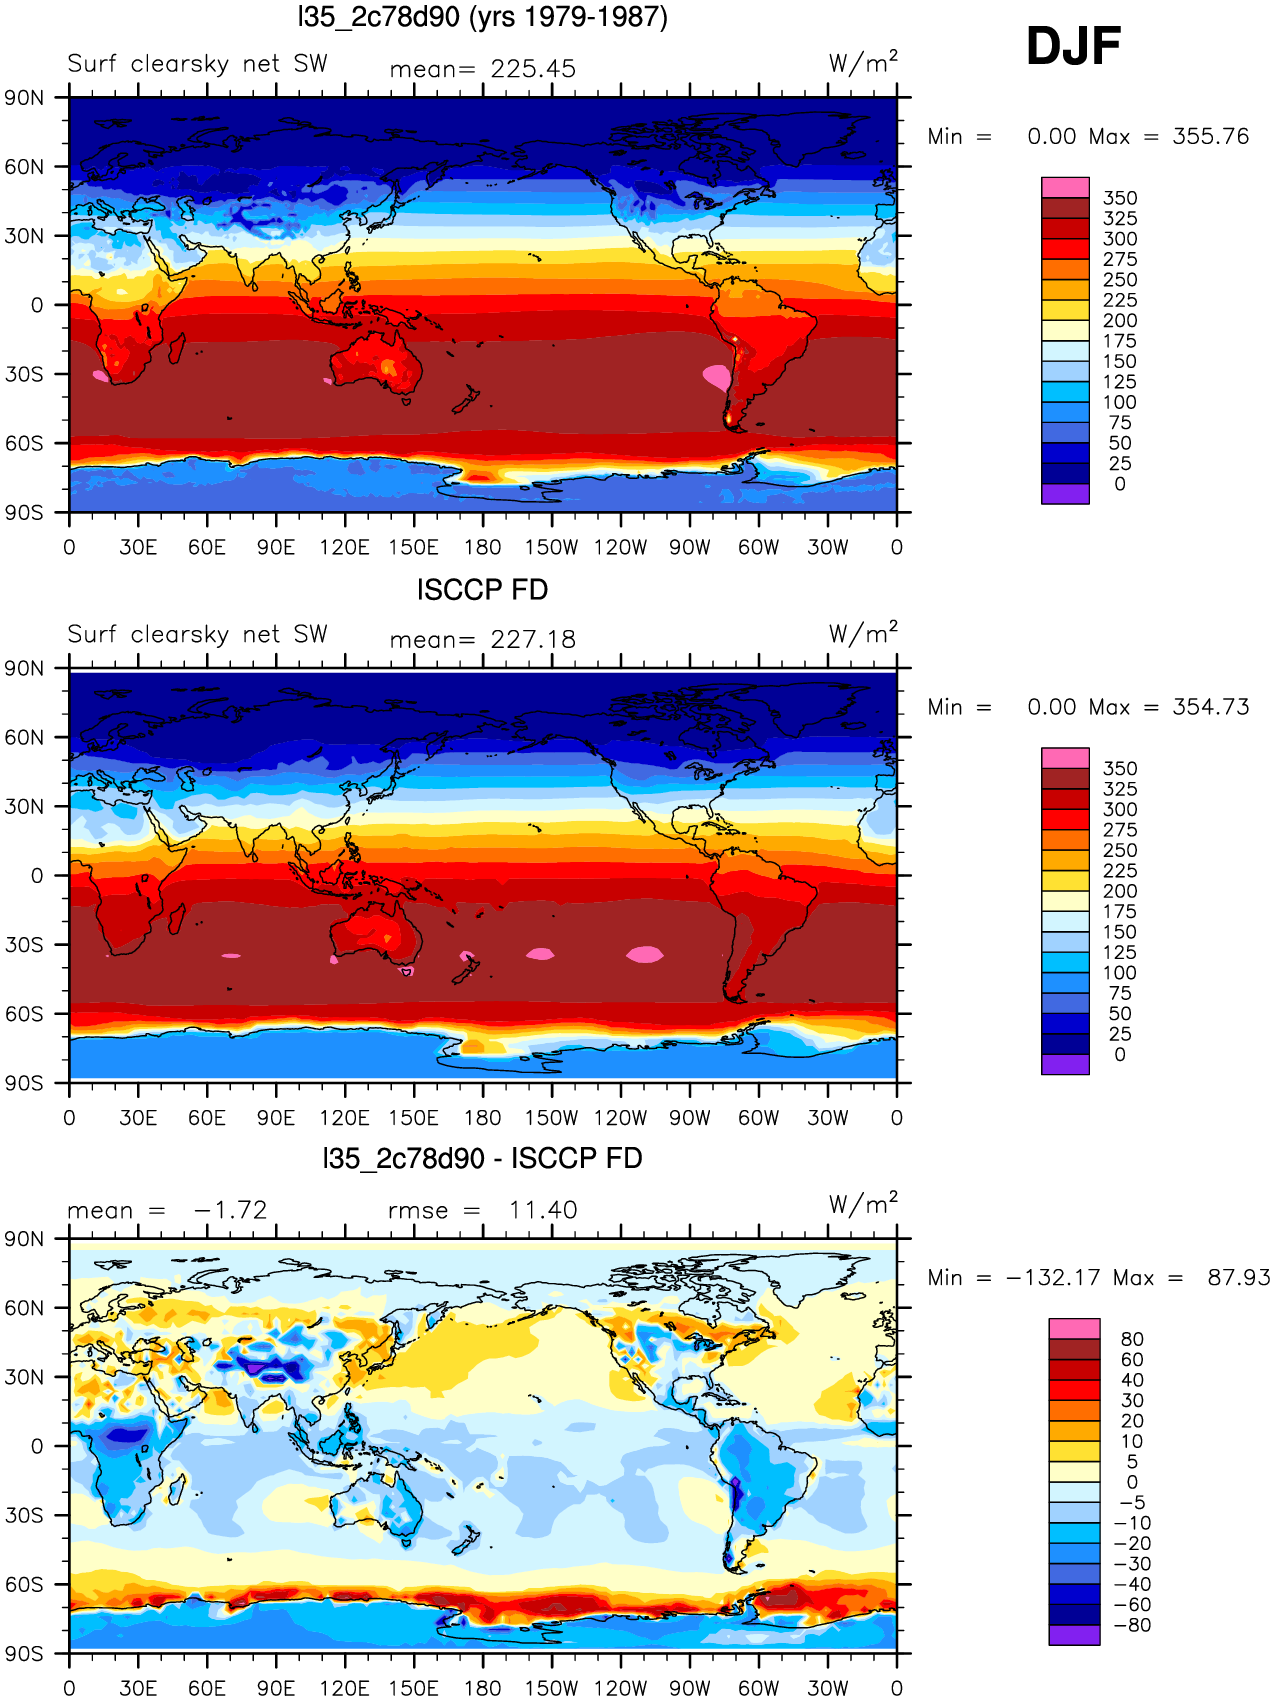 l35_2c78d90 (yrs 1979-1987)
DJF
Surf clearsky net SW mean= 225.45 W/m²
Min = 0.00 Max = 355.76
90N
60N
30N
0
30S
60S
90S
0 30E 60E 90E 120E 150E 180 150W 120W 90W 60W 30W 0
350
325
300
275
250
225
200
175
150
125
100
75
50
25
0
ISCCP FD
Surf clearsky net SW mean= 227.18 W/m²
Min = 0.00 Max = 354.73
90N
60N
30N
0
30S
60S
90S
0 30E 60E 90E 120E 150E 180 150W 120W 90W 60W 30W 0
350
325
300
275
250
225
200
175
150
125
100
75
50
25
0
l35_2c78d90 - ISCCP FD
mean = −1.72 rmse = 11.40 W/m²
Min = −132.17 Max = 87.93
90N
60N
30N
0
30S
60S
90S
0 30E 60E 90E 120E 150E 180 150W 120W 90W 60W 30W 0
80
60
40
30
20
10
5
0
−5
−10
−20
−30
−40
−60
−80